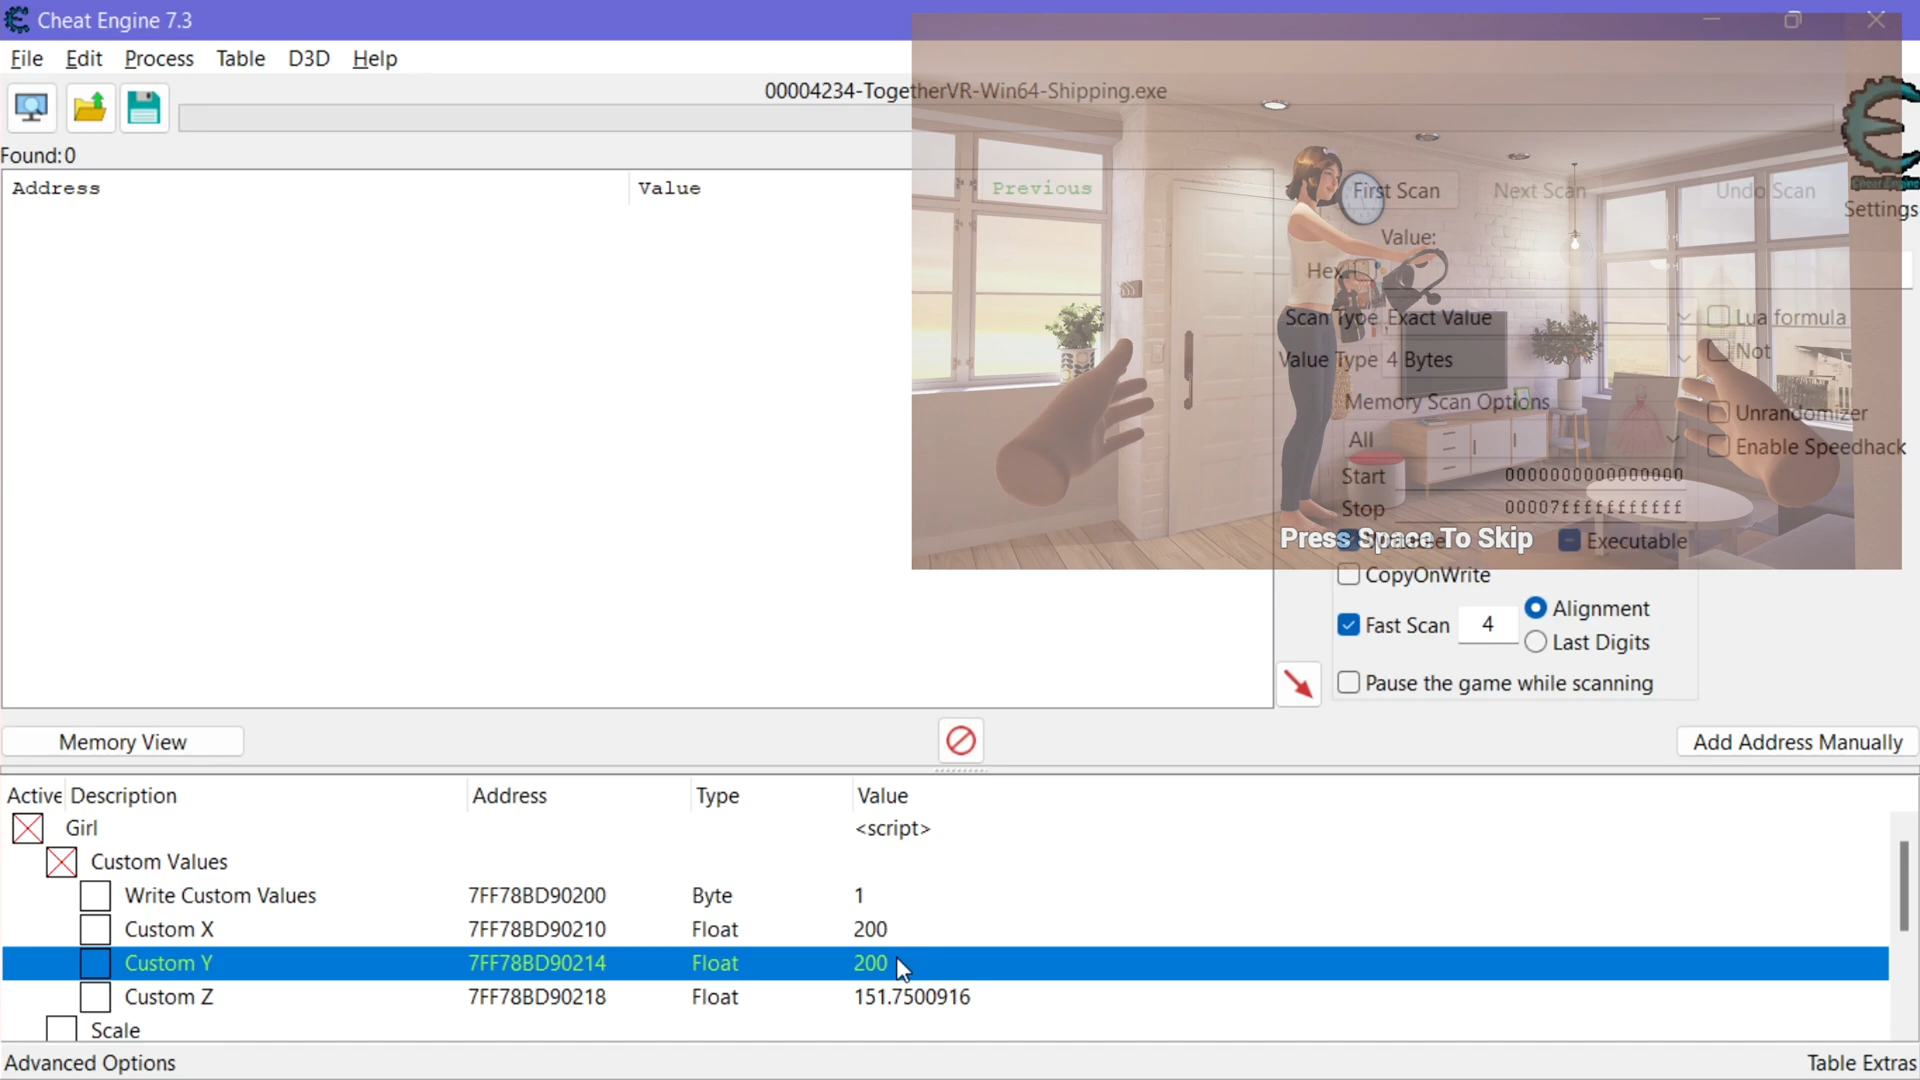 Cheat Engine 7.3
File Edit Process Table D3D Help
00004234-TogetherVR-Win64-Shipping.exe
Found:0
Address Value Previous First Scan Next Scan Undo Scan
Settings
Value:
Hex
Scan Type Exact Value Lua formula
Value Type 4 Bytes Not
Memory Scan Options
Unrandomizer
All Enable Speedhack
Start 0000000000000000
Stop 00007fffffffffff
Press Space To Skip Executable
CopyOnWrite
Fast Scan 4 Alignment
Last Digits
Pause the game while scanning
Memory View Add Address Manually
Active Description Address Type Value
Girl <script>
Custom Values
Write Custom Values 7FF78BD90200 Byte 1
Custom X 7FF78BD90210 Float 200
Custom Y 7FF78BD90214 Float 200
Custom Z 7FF78BD90218 Float 151.7500916
Scale
Advanced Options Table Extras